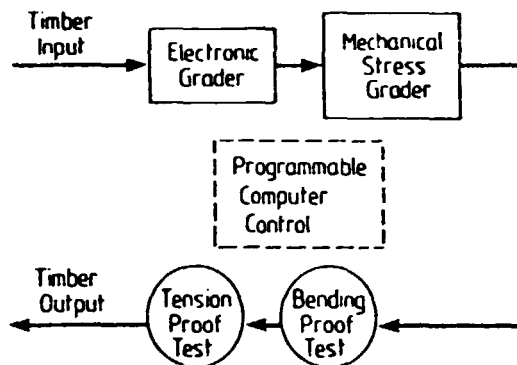 Timber
Input
Electronic
Grader
Mechanical
Stress
Grader
Programmable
Computer
Control
Timber
Output
Tension
Proof
Test
Bending
Proof
Test